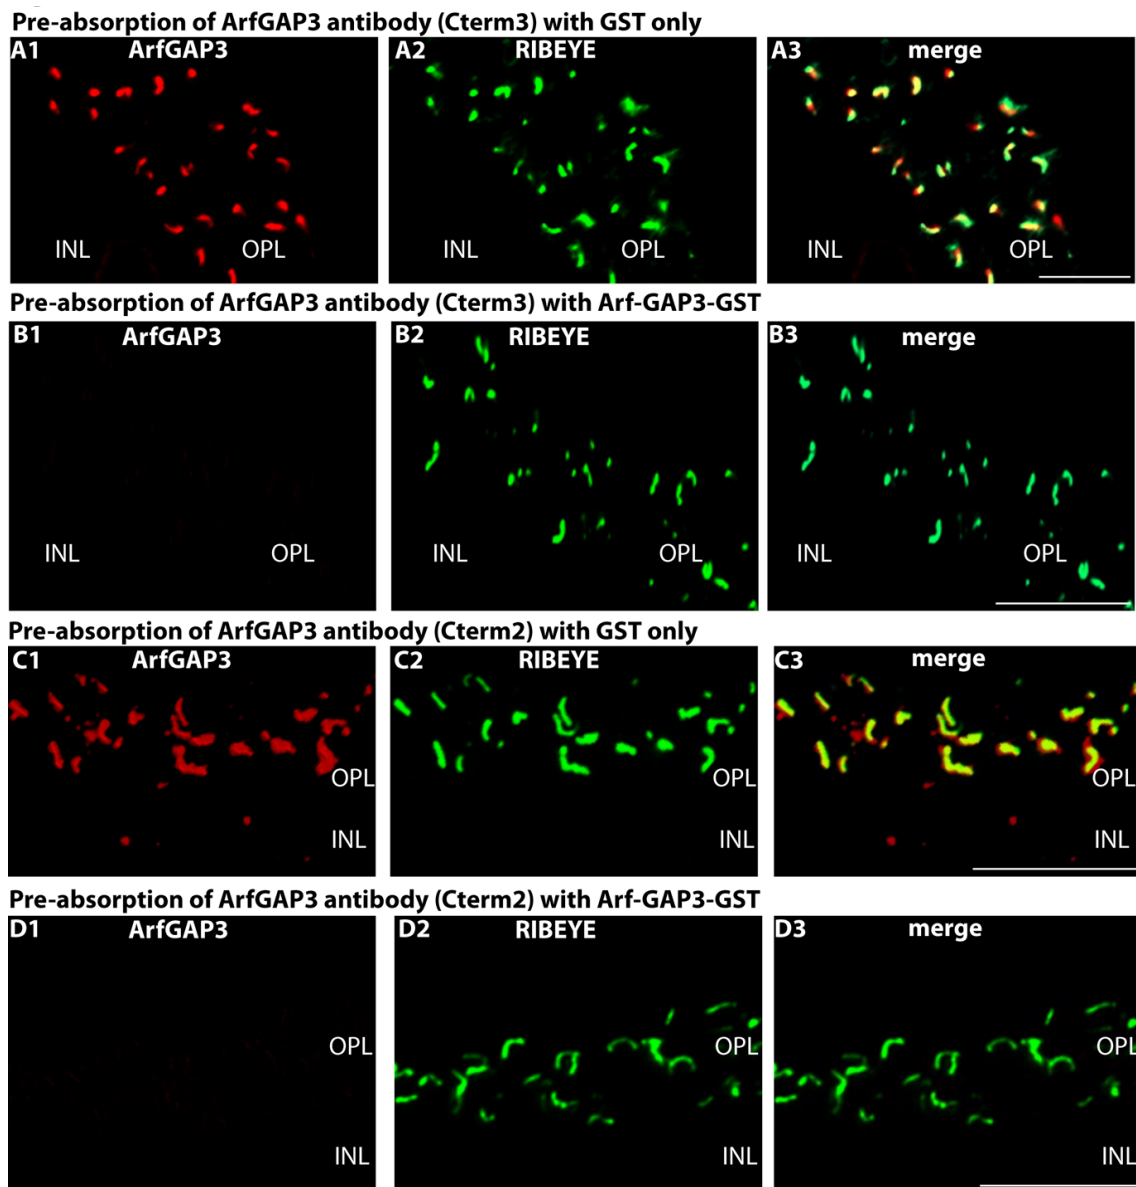 Pre-absorption of ArfGAP3 antibody (Cterm3) with GST only
A1 ArfGAP3 A2 RIBEYE A3 merge
INL OPL INL OPL INL OPL
Pre-absorption of ArfGAP3 antibody (Cterm3) with Arf-GAP3-GST
B1 ArfGAP3 B2 RIBEYE B3 merge
INL OPL INL OPL INL OPL
Pre-absorption of ArfGAP3 antibody (Cterm2) with GST only
C1 ArfGAP3 C2 RIBEYE C3 merge
OPL OPL OPL
INL INL INL
Pre-absorption of ArfGAP3 antibody (Cterm2) with Arf-GAP3-GST
D1 ArfGAP3 D2 RIBEYE D3 merge
OPL OPL OPL
INL INL INL